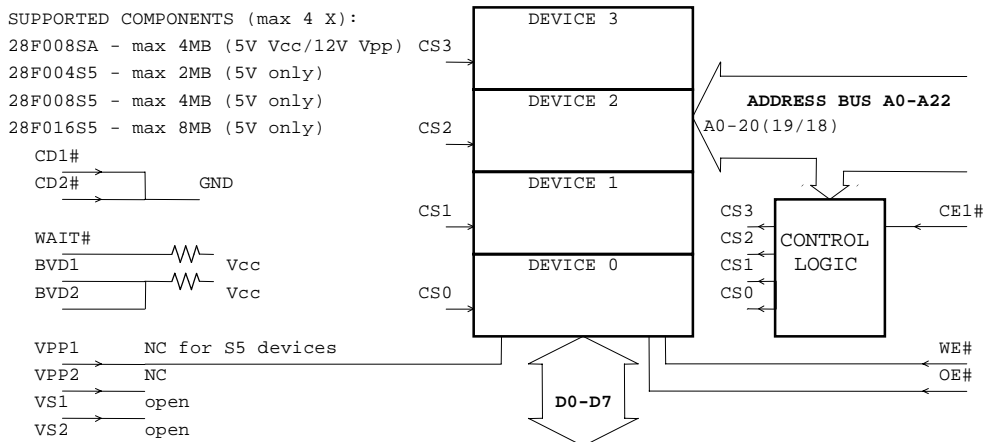 SUPPORTED COMPONENTS (max 4 X):
28F008SA - max 4MB (5V Vcc/12V Vpp)
28F004S5 - max 2MB (5V only)
28F008S5 - max 4MB (5V only)
28F016S5 - max 8MB (5V only)
CD1#
CD2# GND
WAIT#
BVD1 Vcc
BVD2 Vcc
VPP1 NC for S5 devices
VPP2 NC
VS1 open
VS2 open
DEVICE 3
CS3
DEVICE 2
CS2
DEVICE 1
CS1
DEVICE 0
CS0
D0-D7
ADDRESS BUS A0-A22
A0-20(19/18)
CS3
CS2
CS1
CS0
CONTROL
LOGIC
CE1#
WE#
OE#